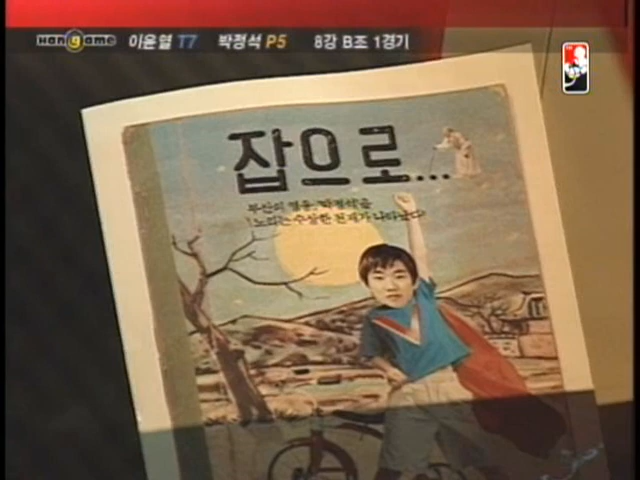 Hangame 이윤열 T7 박정석 P5 8강 B조 1경기
잡으로...
부산의 영웅, '박정석'을
노리는 수상한 천재가 나타났다!